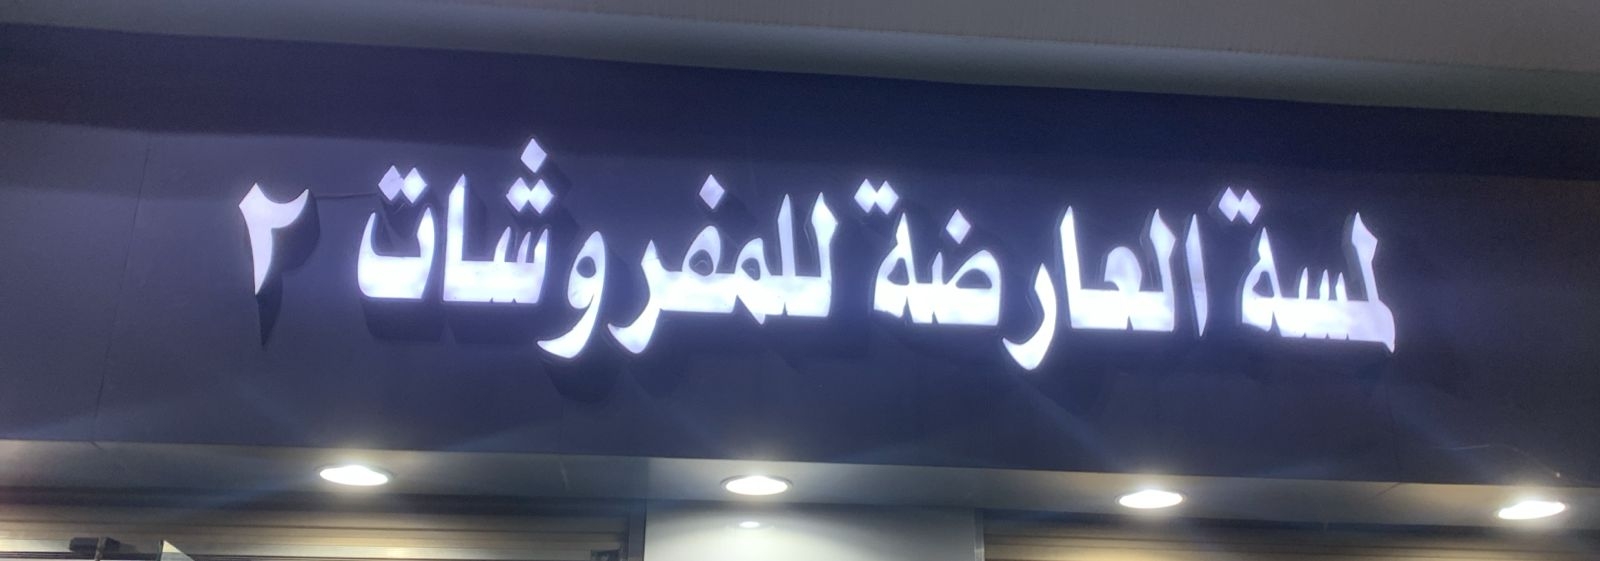 لمسة العارضة للمفروشات ٢